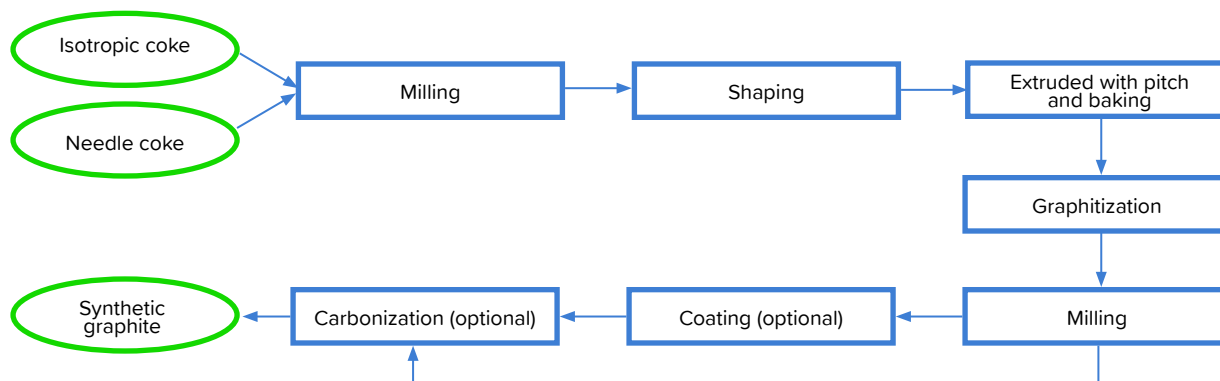 Isotropic coke
Needle coke
Milling
Shaping
Extruded with pitch
and baking
Graphitization
Milling
Coating (optional)
Carbonization (optional)
Synthetic
graphite